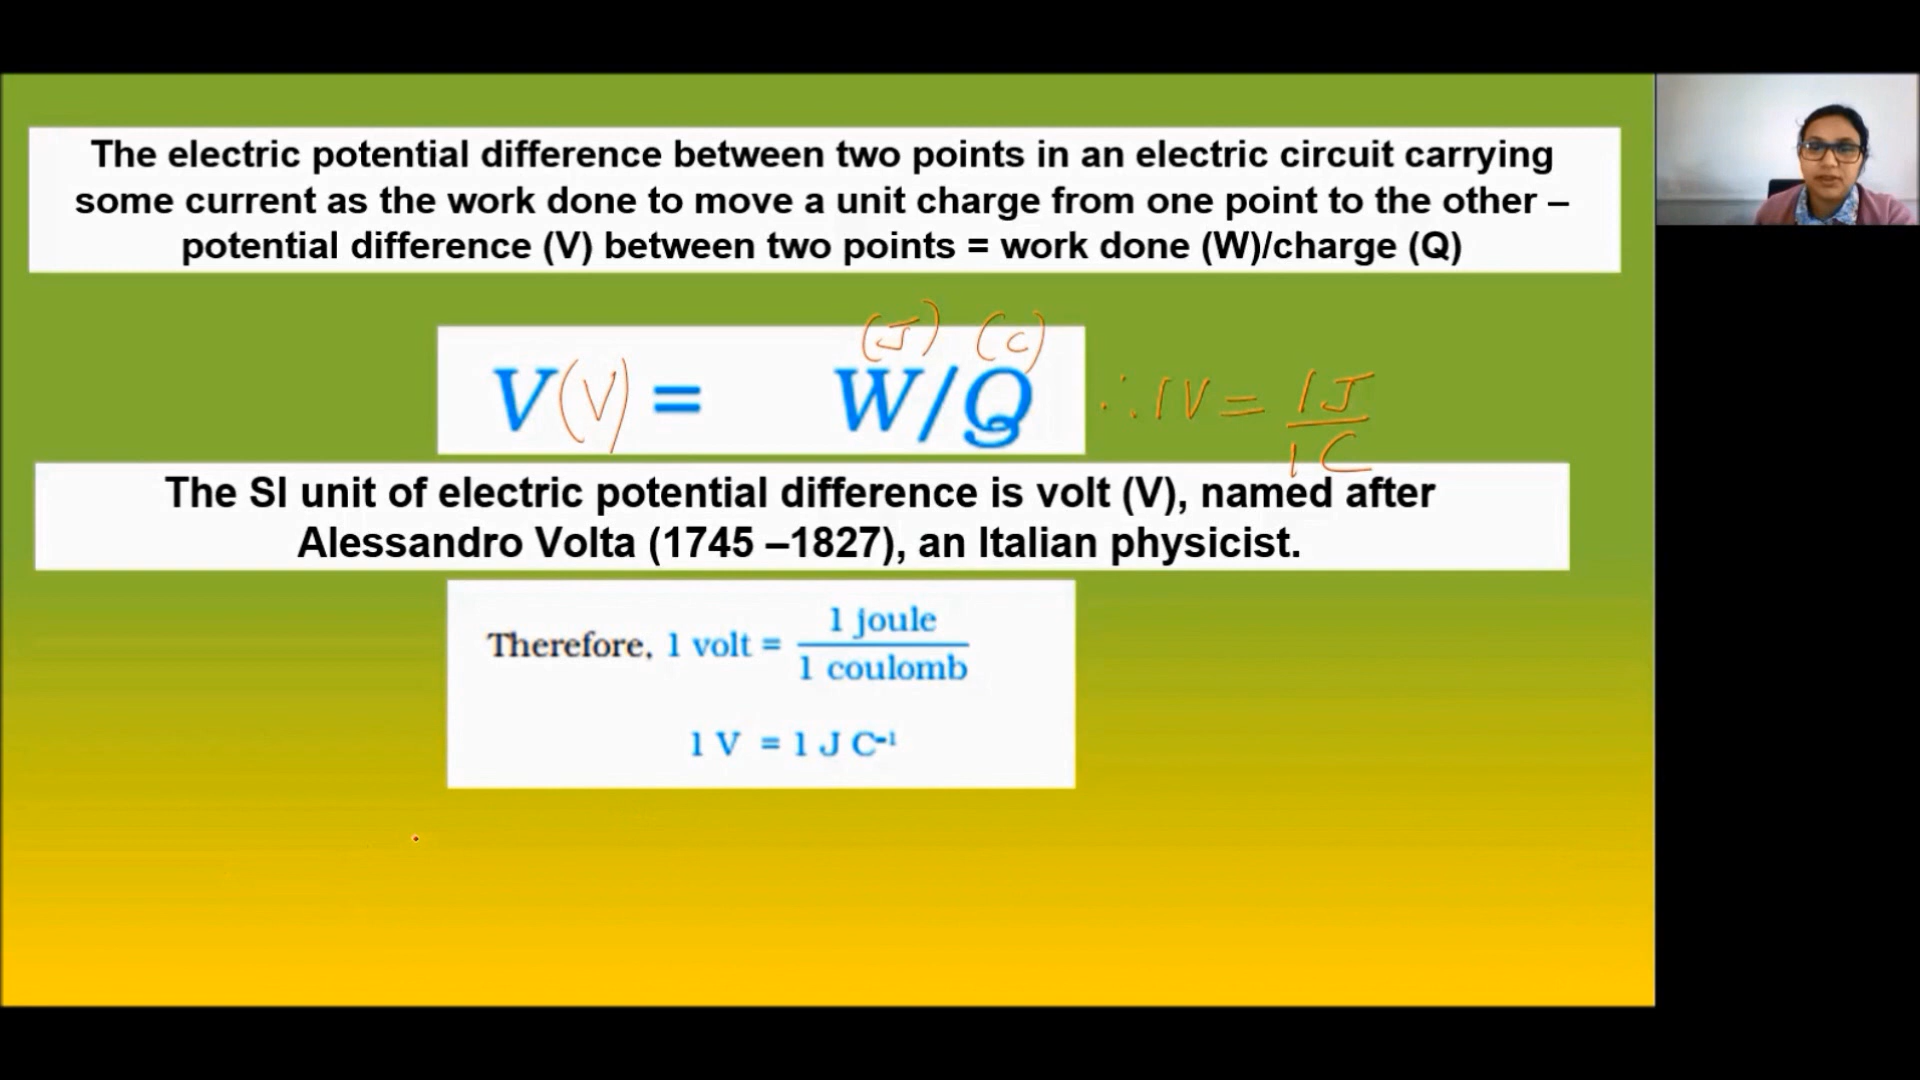 The electric potential difference between two points in an electric circuit carrying
some current as the work done to move a unit charge from one point to the other –
potential difference (V) between two points = work done (W)/charge (Q)
(J) (C)
V(V) = W/Q ∴ 1V = 1J
1C
The SI unit of electric potential difference is volt (V), named after
Alessandro Volta (1745 –1827), an Italian physicist.
1 joule
Therefore, 1 volt =
1 coulomb
1 V = 1 J C⁻¹